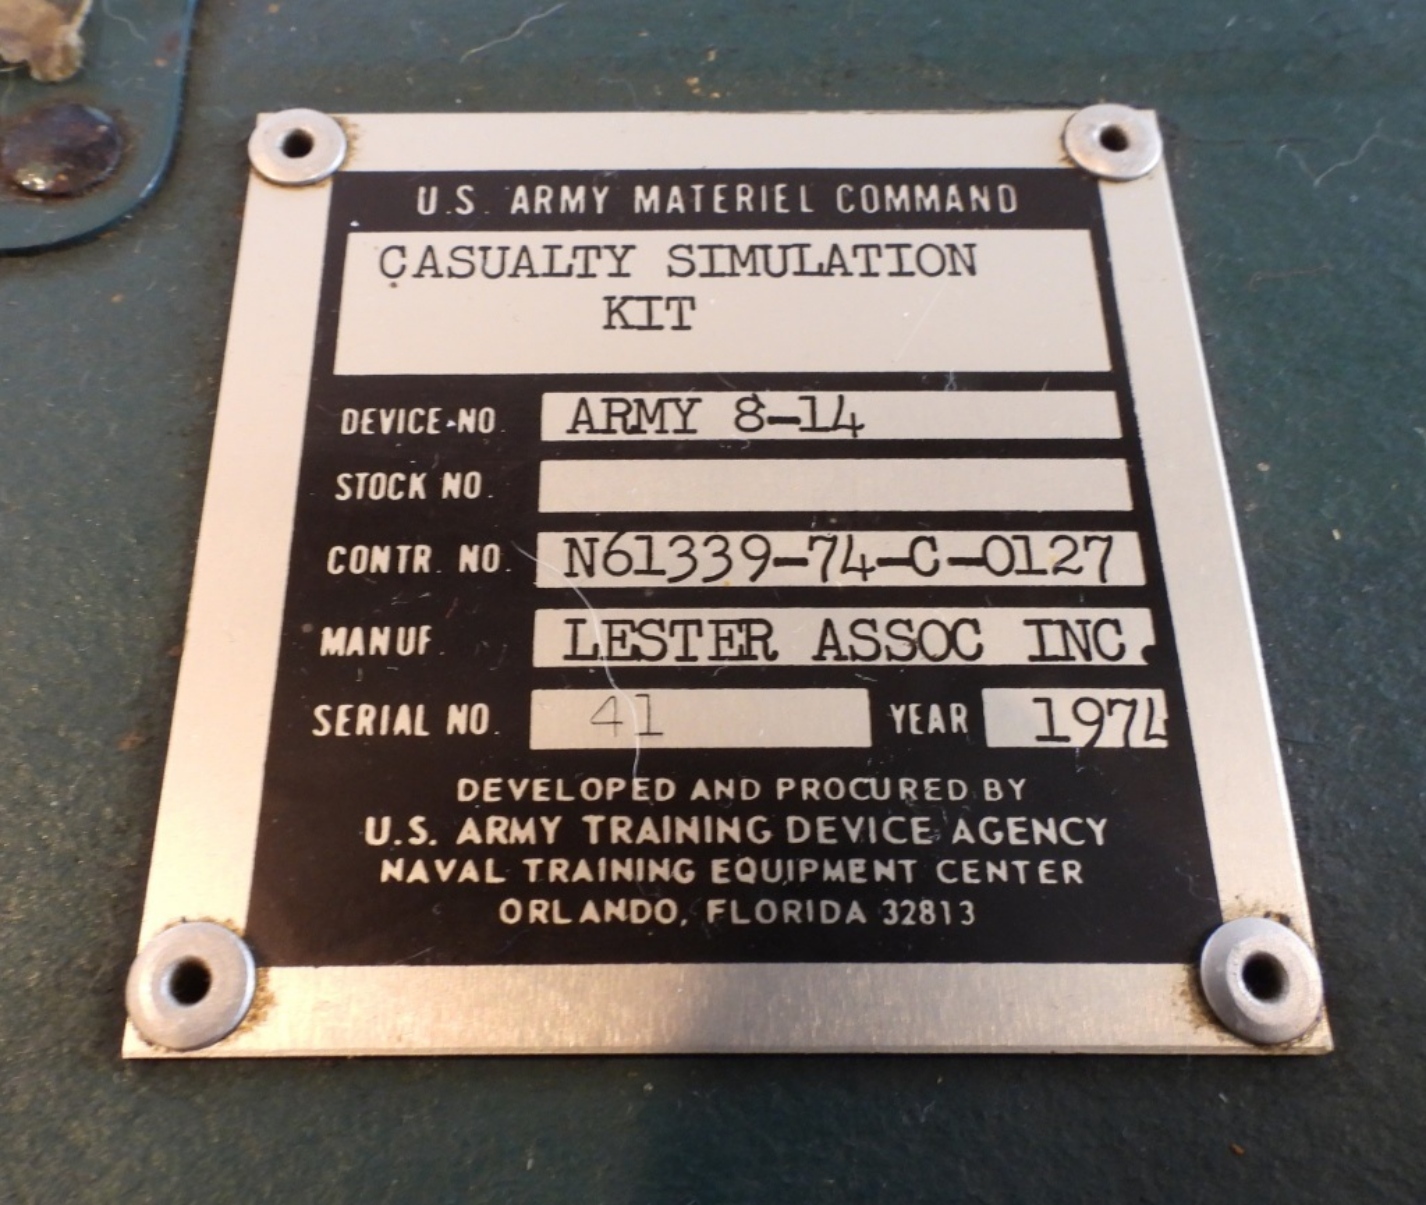 U.S. ARMY MATERIEL COMMAND
CASUALTY SIMULATION
KIT
DEVICE NO. ARMY 8-14
STOCK NO.
CONTR. NO. N61339-74-C-0127
MANUF. LESTER ASSOC INC.
SERIAL NO. 41 YEAR 1974
DEVELOPED AND PROCURED BY
U.S. ARMY TRAINING DEVICE AGENCY
NAVAL TRAINING EQUIPMENT CENTER
ORLANDO, FLORIDA 32813